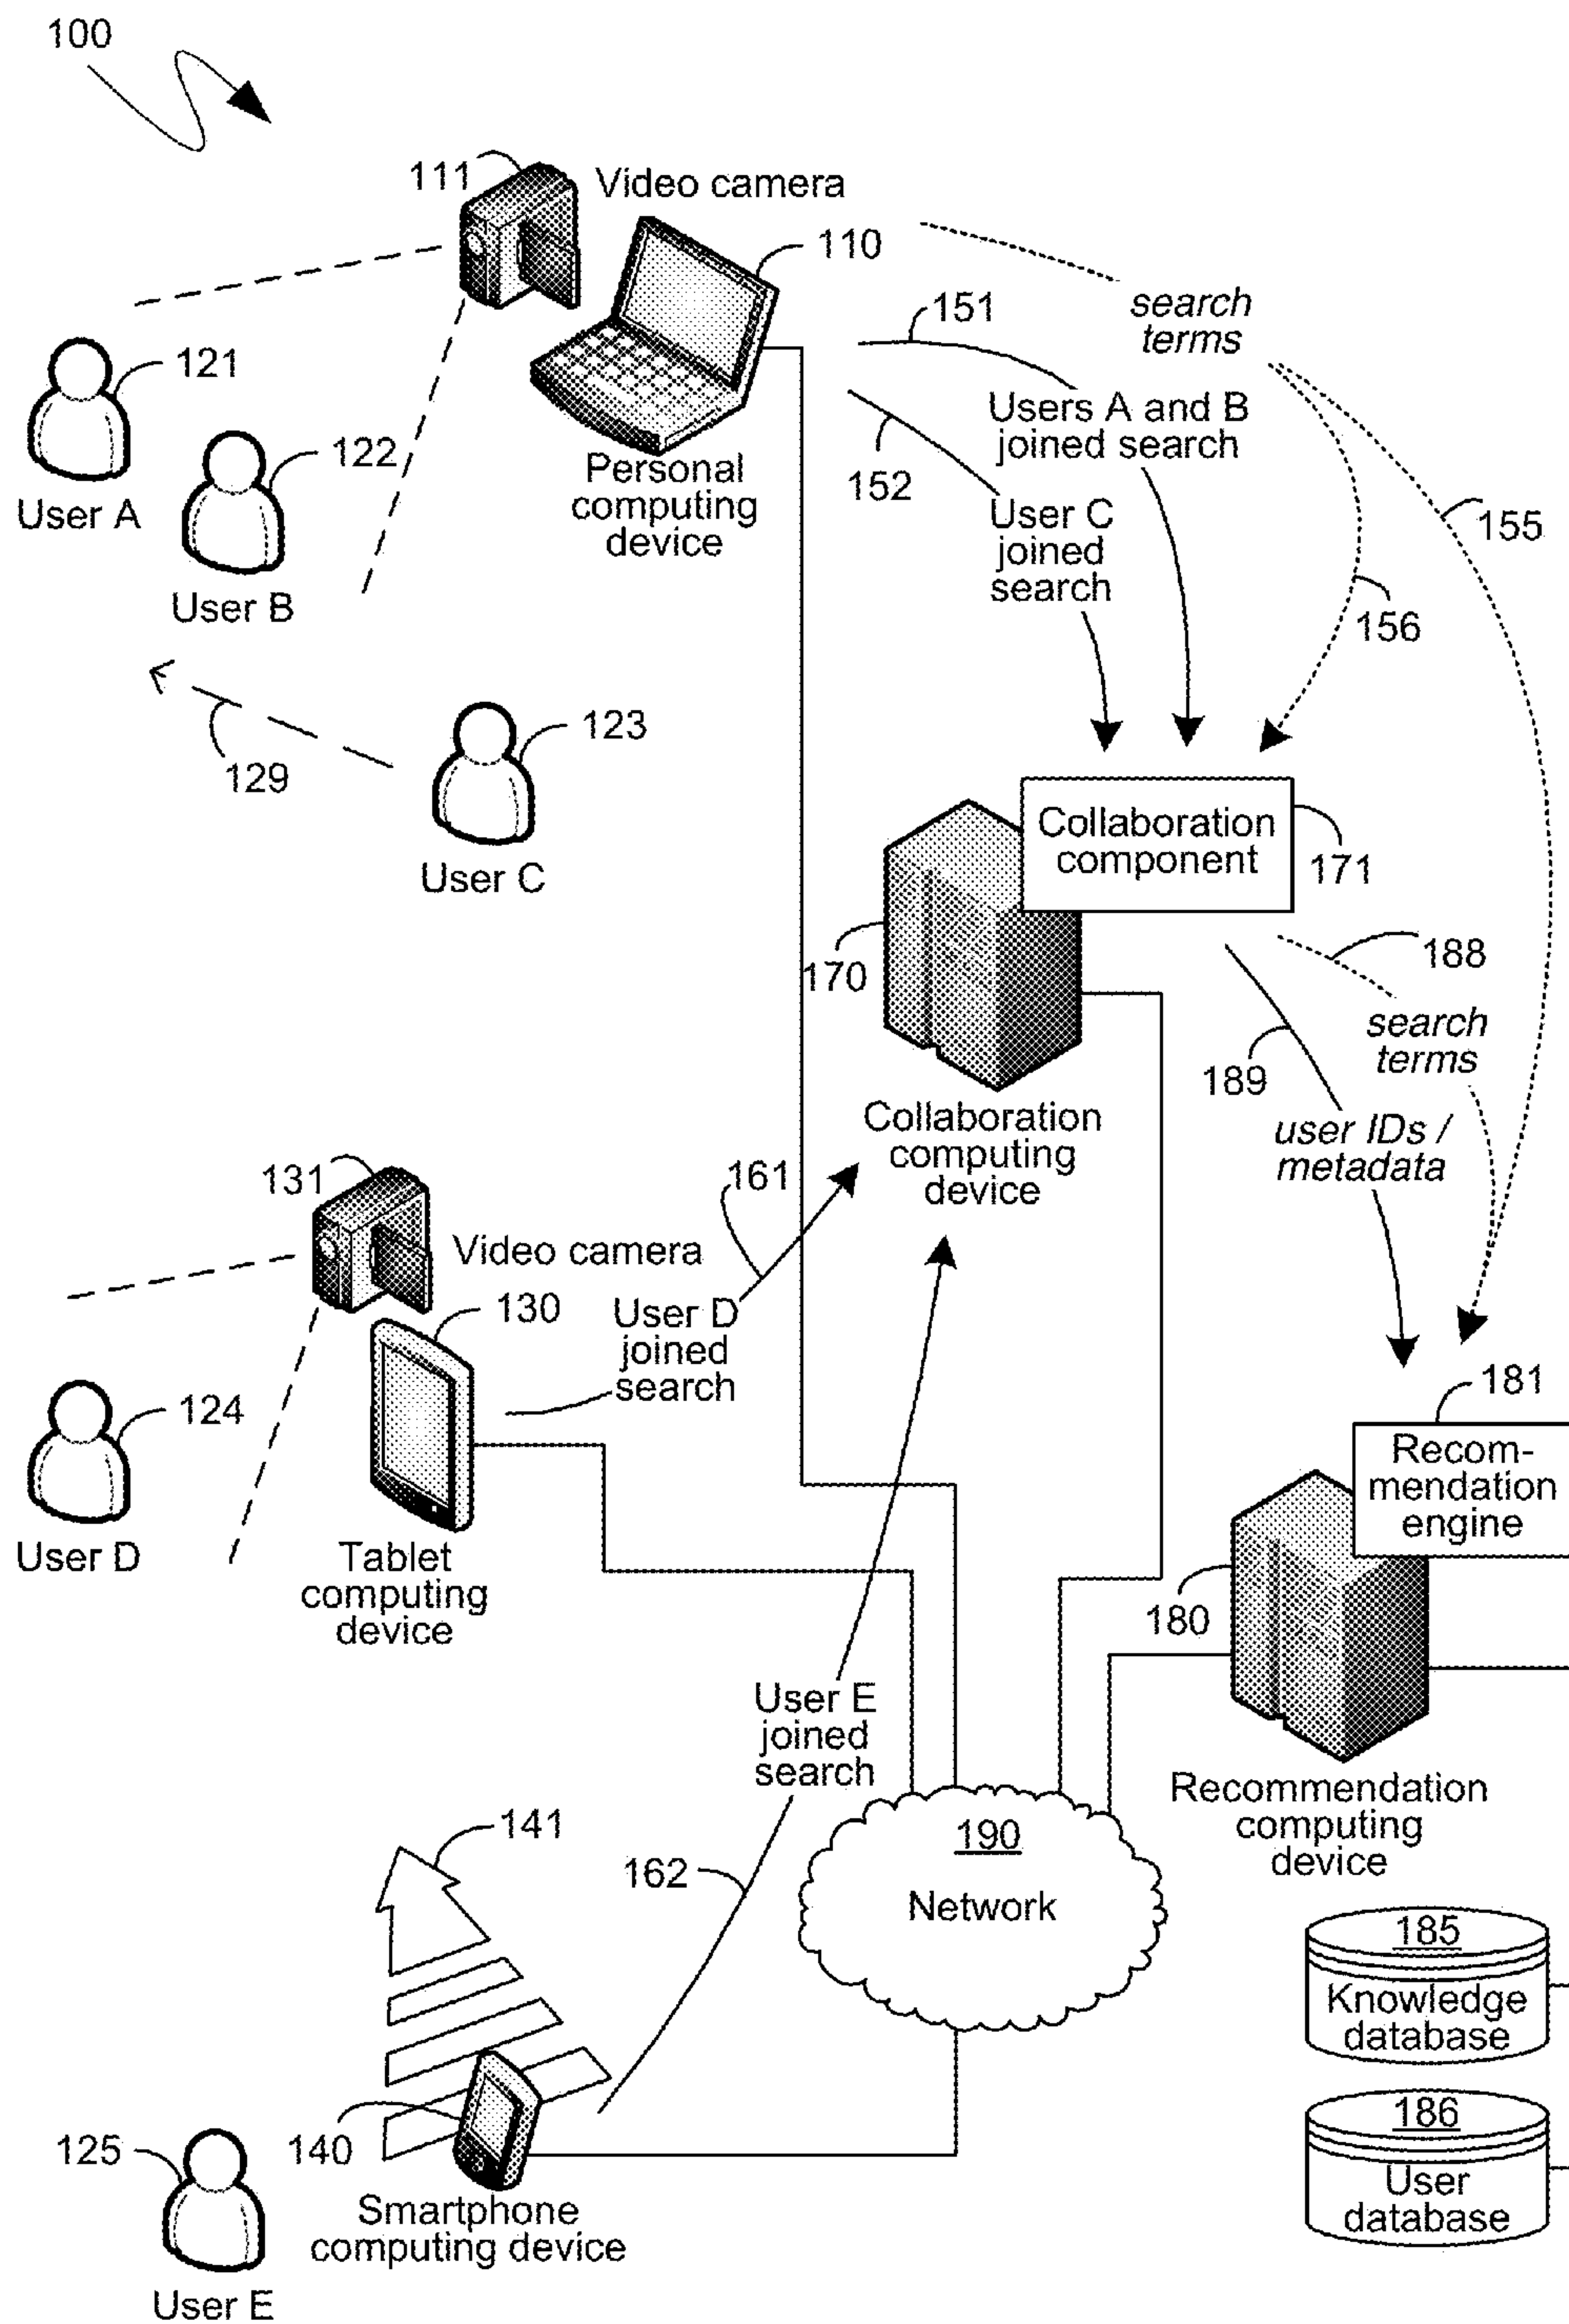 100
111
Video camera
110
search
terms
151
121
Users A and B
joined search
122
152
User A
Personal
computing
device
User C
joined
search
155
User B
156
123
129
Collaboration
component
171
User C
170
188
search
terms
189
Collaboration
computing
device
user IDs /
metadata
131
161
Video camera
130
User D
joined
search
181
124
Recom-
mendation
engine
User D
Tablet
computing
device
180
User E
joined
search
Recommendation
computing
device
141
190
Network
162
185
Knowledge
database
125
140
186
User
database
Smartphone
computing device
User E